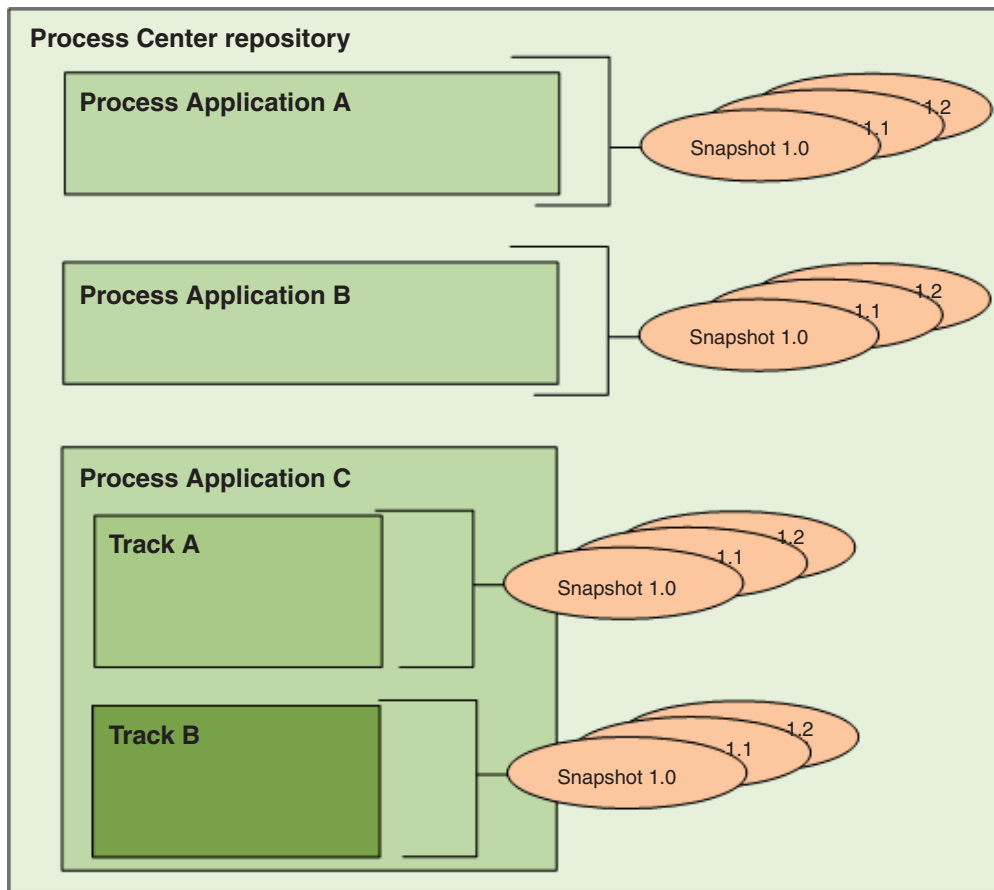 Process Center repository
Process Application A
Snapshot 1.0
1.1
1.2
Process Application B
Snapshot 1.0
1.1
1.2
Process Application C
Track A
Snapshot 1.0
1.1
1.2
Track B
Snapshot 1.0
1.1
1.2